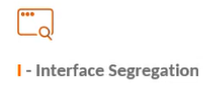 I - Interface Segregation